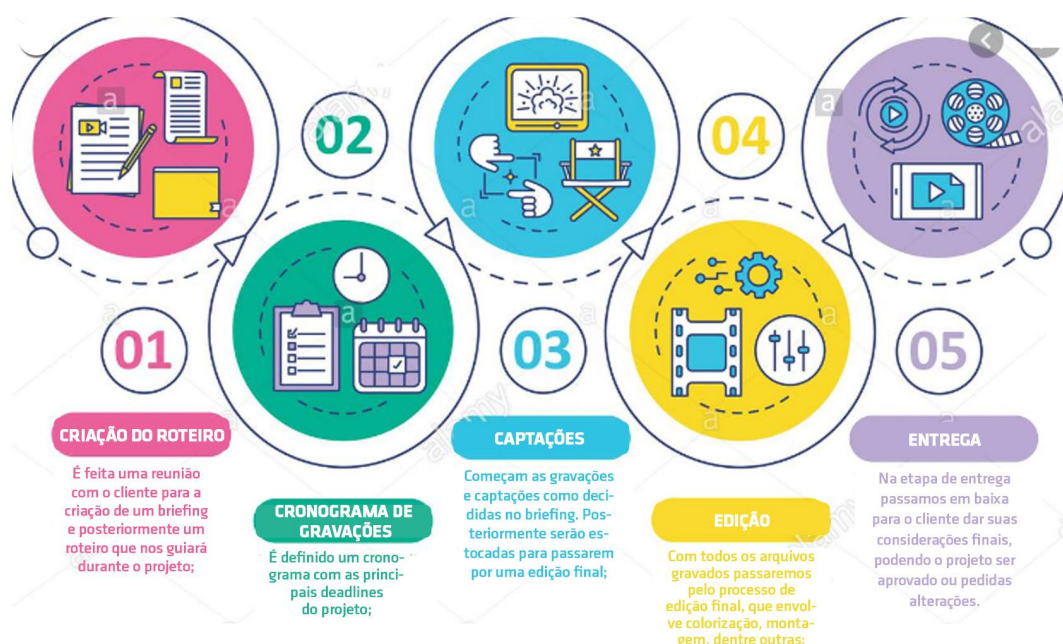 01
CRIAÇÃO DO ROTEIRO
É feita uma reunião
com o cliente para a
criação de um briefing
e posteriormente um
roteiro que nos guiará
durante o projeto;
02
CRONOGRAMA DE
GRAVAÇÕES
É definido um crono-
grama com as princi-
pais deadlines
do projeto;
03
CAPTAÇÕES
Começam as gravações
e captações como deci-
didas no briefing. Pos-
teriormente serão es-
tocadas para passarem
por uma edição final;
04
EDIÇÃO
Com todos os arquivos
gravados passaremos
pelo processo de
edição final, que envol-
ve colorização, monta-
gem, dentre outras;
05
ENTREGA
Na etapa de entrega
passamos em baixa
para o cliente dar suas
considerações finais,
podendo o projeto ser
aprovado ou pedidas
alterações.
a
a
a
a
a
a
a
a
alamy
alamy